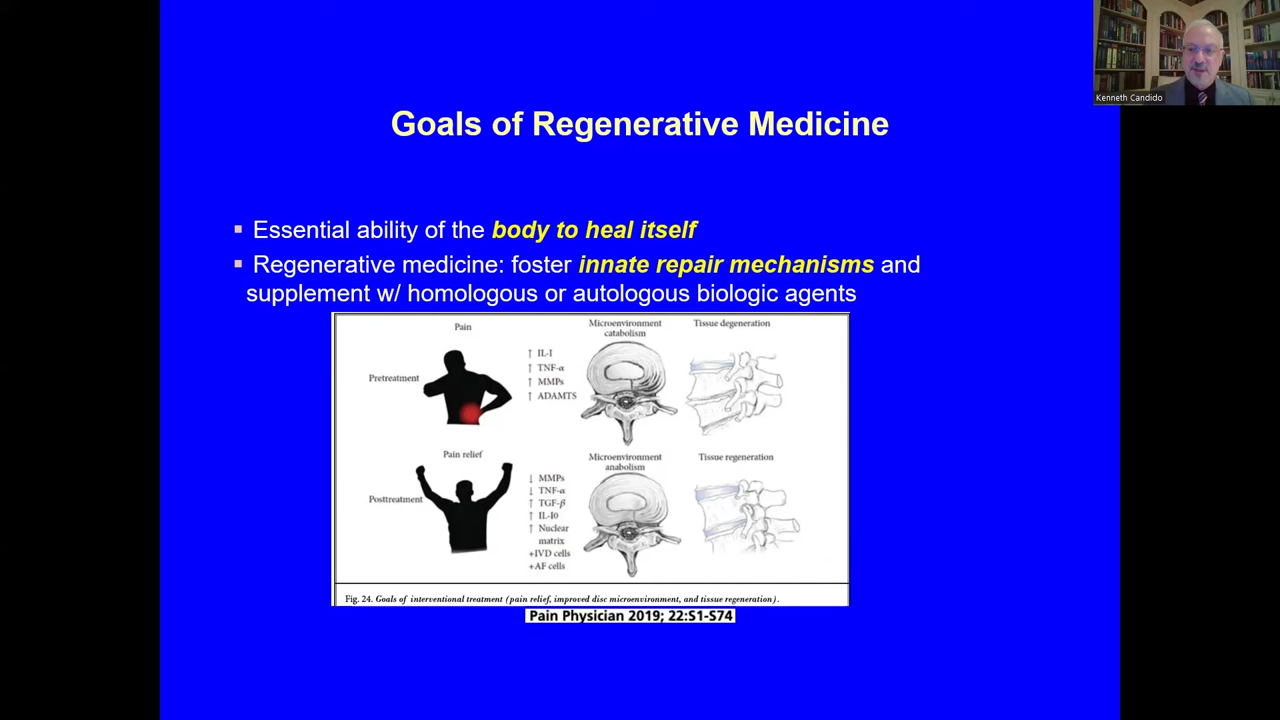 Kenneth Candido
Goals of Regenerative Medicine
▪ Essential ability of the body to heal itself
▪ Regenerative medicine: foster innate repair mechanisms and
supplement w/ homologous or autologous biologic agents
Pain
Microenvironment
catabolism
Tissue degeneration
Pretreatment
↑ IL-I
↑ TNF-α
↑ MMPs
↑ ADAMTS
Pain relief
Microenvironment
anabolism
Tissue regeneration
Posttreatment
↓ MMPs
↓ TNF-α
↑ TGF-β
↑ IL-I0
↑ Nuclear
matrix
+IVD cells
+AF cells
Fig. 24. Goals of interventional treatment (pain relief, improved disc microenvironment, and tissue regeneration).
Pain Physician 2019; 22:S1-S74